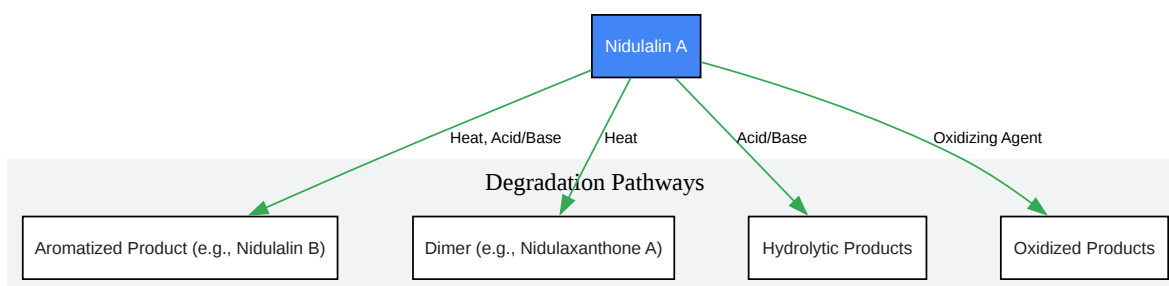 Nidulalin A
Heat, Acid/Base
Heat
Acid/Base
Oxidizing Agent
Degradation Pathways
Aromatized Product (e.g., Nidulalin B)
Dimer (e.g., Nidulaxanthone A)
Hydrolytic Products
Oxidized Products